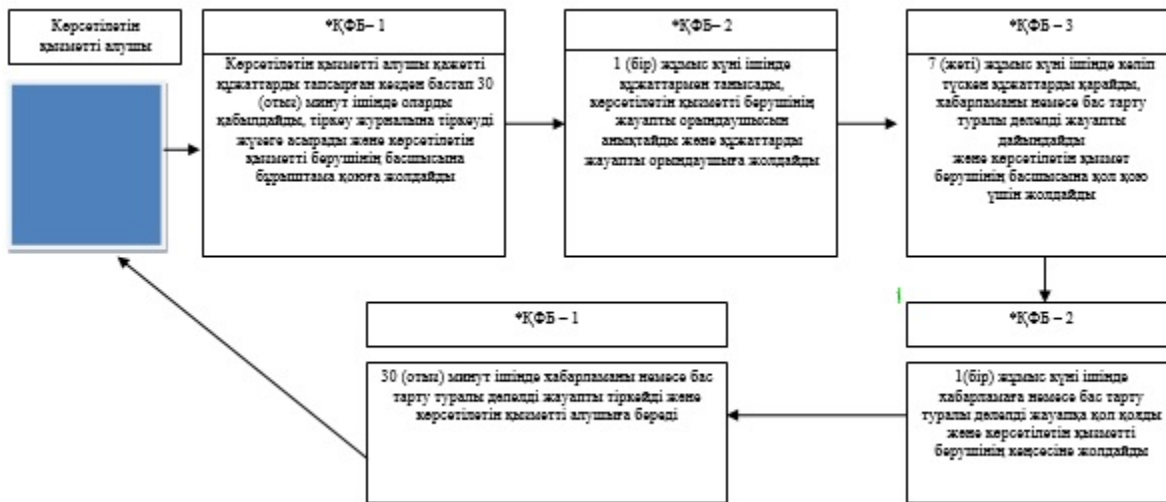 Көрсетілетін
қызметті алушы
*ҚФБ– 1
Көрсетілетін қызметті алушы қажетті
құжаттарды тапсырған кезден бастап 30
(отыз) минут ішінде оларды
қабылдайды, тіркеу журналына тіркеуді
жүзеге асырады және көрсетілетін
қызметті берушінің басшысына
бұрыштама қоюға жолдайды
*ҚФБ– 2
1 (бір) жұмыс күні ішінде
құжаттармен танысады,
көрсетілетін қызметті берушінің
жауапты орындаушысын
анықтайды және құжаттарды
жауапты орындаушыға жолдайды
*ҚФБ – 3
7 (жеті) жұмыс күні ішінде келіп
түскен құжаттарды қарайды,
хабарламаны немесе бас тарту
туралы дәлелді жауапты
дайындайды
және көрсетілетін қызмет
берушінің басшысына қол қою
үшін жолдайды
*ҚФБ – 2
1(бір) жұмыс күні ішінде
хабарламаға немесе бас тарту
туралы дәлелді жауапқа қол қояды
және көрсетілетін қызметті
берушінің кеңсесіне жолдайды
*ҚФБ – 1
30 (отыз) минут ішінде хабарламаны немесе бас
тарту туралы дәлелді жауапты тіркейді және
көрсетілетін қызметті алушыға береді